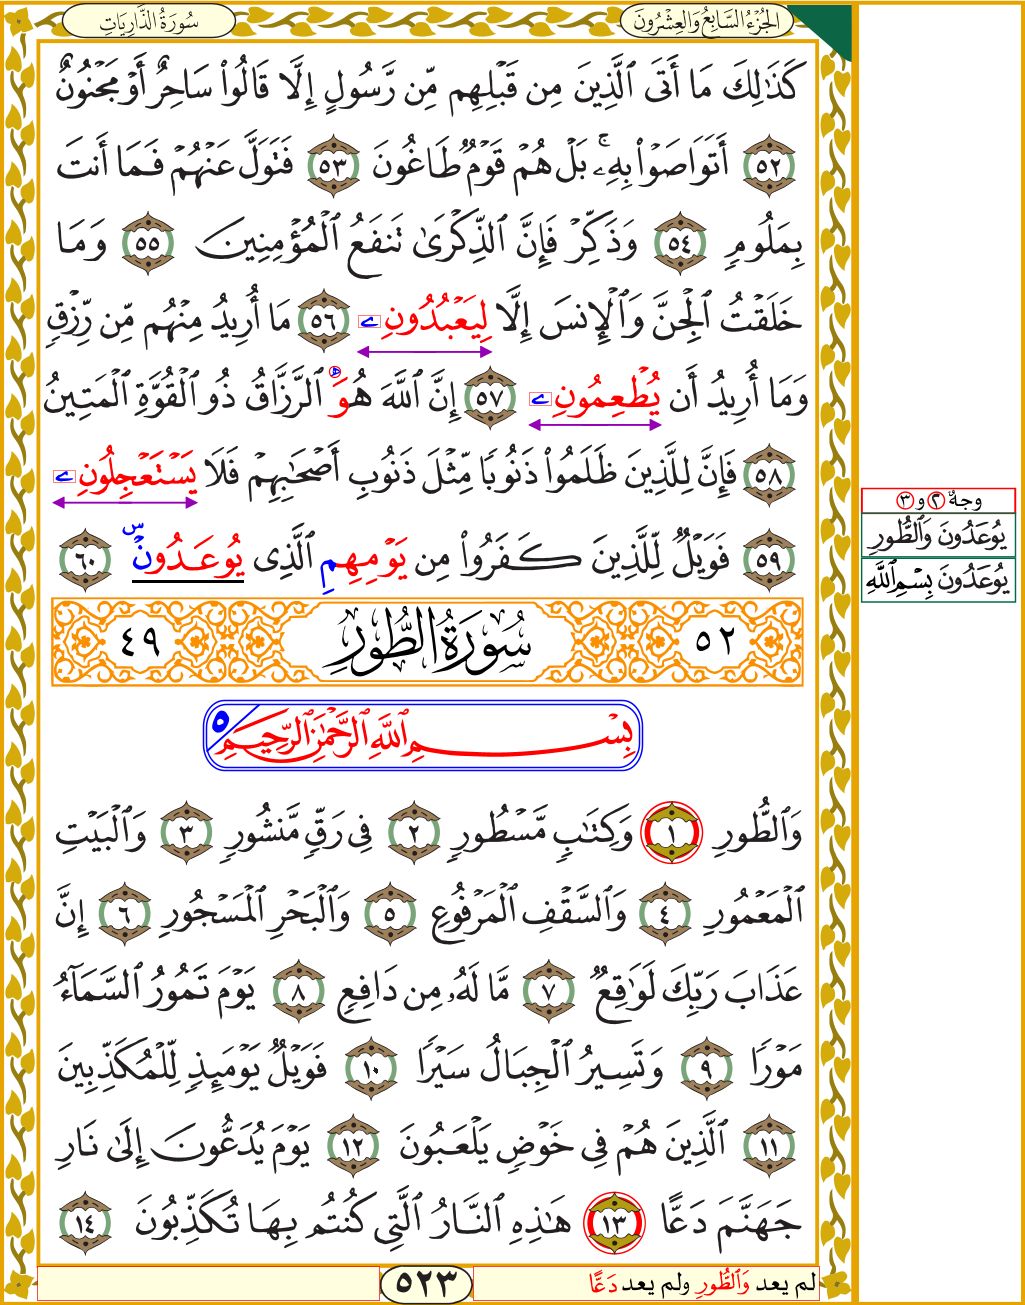 الجُزْءُ السَّابِعُ وَالعِشْرُونَ
سُورَةُ الذَّارِيَاتِ
كَذَٰلِكَ مَا أَتَى ٱلَّذِينَ مِن قَبْلِهِم مِّن رَّسُولٍ إِلَّا قَالُواْ سَاحِرٌ أَوْ مَجْنُونٌ
٥٢ أَتَوَاصَوْاْ بِهِۦۚ بَلْ هُمْ قَوْمٌ طَاغُونَ ٥٣ فَتَوَلَّ عَنْهُمْ فَمَا أَنتَ
بِمَلُومٍ ٥٤ وَذَكِّرْ فَإِنَّ ٱلذِّكْرَىٰ تَنفَعُ ٱلْمُؤْمِنِينَ ٥٥ وَمَا
خَلَقْتُ ٱلْجِنَّ وَٱلْإِنسَ إِلَّا لِيَعْبُدُونِۦ ٥٦ مَا أُرِيدُ مِنْهُم مِّن رِّزْقٍ
وَمَا أُرِيدُ أَن يُطْعِمُونِۦ ٥٧ إِنَّ ٱللَّهَ هُوَ ٱلرَّزَّاقُ ذُو ٱلْقُوَّةِ ٱلْمَتِينُ
٥٨ فَإِنَّ لِلَّذِينَ ظَلَمُواْ ذَنُوبًا مِّثْلَ ذَنُوبِ أَصْحَٰبِهِمْ فَلَا يَسْتَعْجِلُونِۦ
٥٩ فَوَيْلٌ لِّلَّذِينَ كَفَرُواْ مِن يَوْمِهِمِ ٱلَّذِى يُوعَدُونَۜ ٦٠
٥٢ سُورَةُ الطُّورِ ٤٩
بِسْمِ ٱللَّهِ ٱلرَّحْمَٰنِ ٱلرَّحِيمِ ٥
وَٱلطُّورِ ١ وَكِتَٰبٍ مَّسْطُورٍ ٢ فِى رَقٍّ مَّنشُورٍ ٣ وَٱلْبَيْتِ
ٱلْمَعْمُورِ ٤ وَٱلسَّقْفِ ٱلْمَرْفُوعِ ٥ وَٱلْبَحْرِ ٱلْمَسْجُورِ ٦ إِنَّ
عَذَابَ رَبِّكَ لَوَٰقِعٌ ٧ مَّا لَهُۥ مِن دَافِعٍ ٨ يَوْمَ تَمُورُ ٱلسَّمَآءُ
مَوْرًا ٩ وَتَسِيرُ ٱلْجِبَالُ سَيْرًا ١٠ فَوَيْلٌ يَوْمَئِذٍ لِّلْمُكَذِّبِينَ
١١ ٱلَّذِينَ هُمْ فِى خَوْضٍ يَلْعَبُونَ ١٢ يَوْمَ يُدَعُّونَ إِلَىٰ نَارِ
جَهَنَّمَ دَعًّا ١٣ هَٰذِهِ ٱلنَّارُ ٱلَّتِى كُنتُم بِهَا تُكَذِّبُونَ ١٤
وجهُ ٢ و ٣
يُوعَدُونَ وَٱلطُّورِ
يُوعَدُونَ بِسْمِ ٱللَّهِ
لم يعد وَٱلطُّورِ ولم يعد دَعًّا
٥٢٣